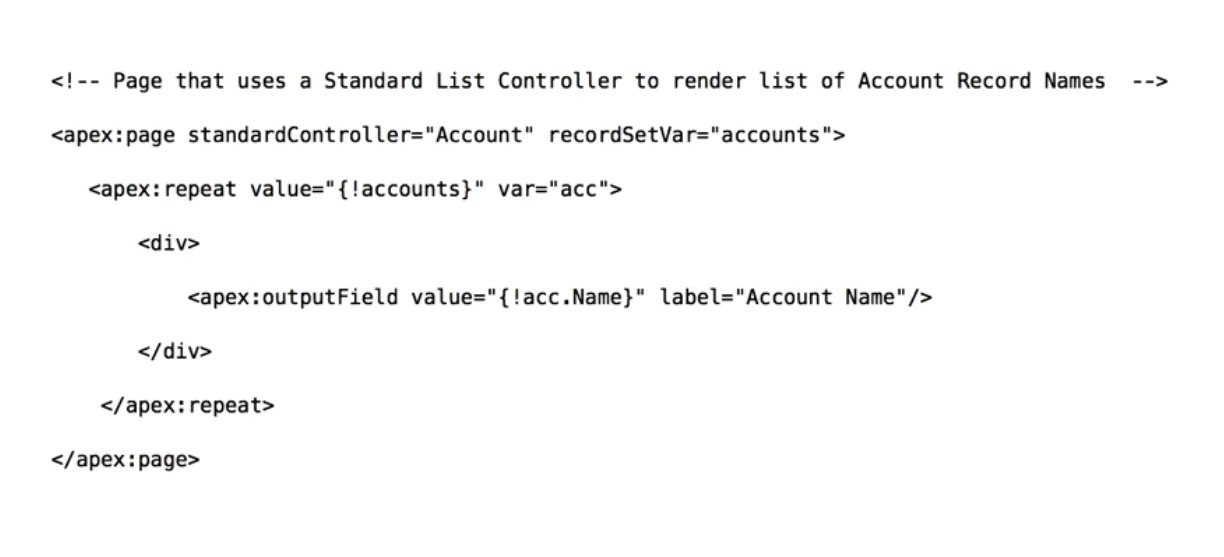 <!-- Page that uses a Standard List Controller to render list of Account Record Names  -->
<apex:page standardController="Account" recordSetVar="accounts">
<apex:repeat value="{!accounts}" var="acc">
<div>
<apex:outputField value="{!acc.Name}" label="Account Name"/>
</div>
</apex:repeat>
</apex:page>